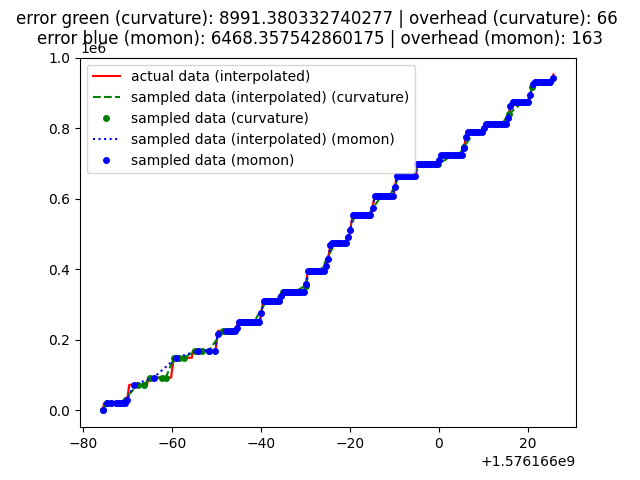 error green (curvature): 8991.380332740277 | overhead (curvature): 66
error blue (momon): 6468.357542860175 | overhead (momon): 163
1e6
actual data (interpolated)
sampled data (interpolated) (curvature)
sampled data (curvature)
sampled data (interpolated) (momon)
sampled data (momon)
1.0
0.8
0.6
0.4
0.2
0.0
−80 −60 −40 −20 0 20
+1.576166e9